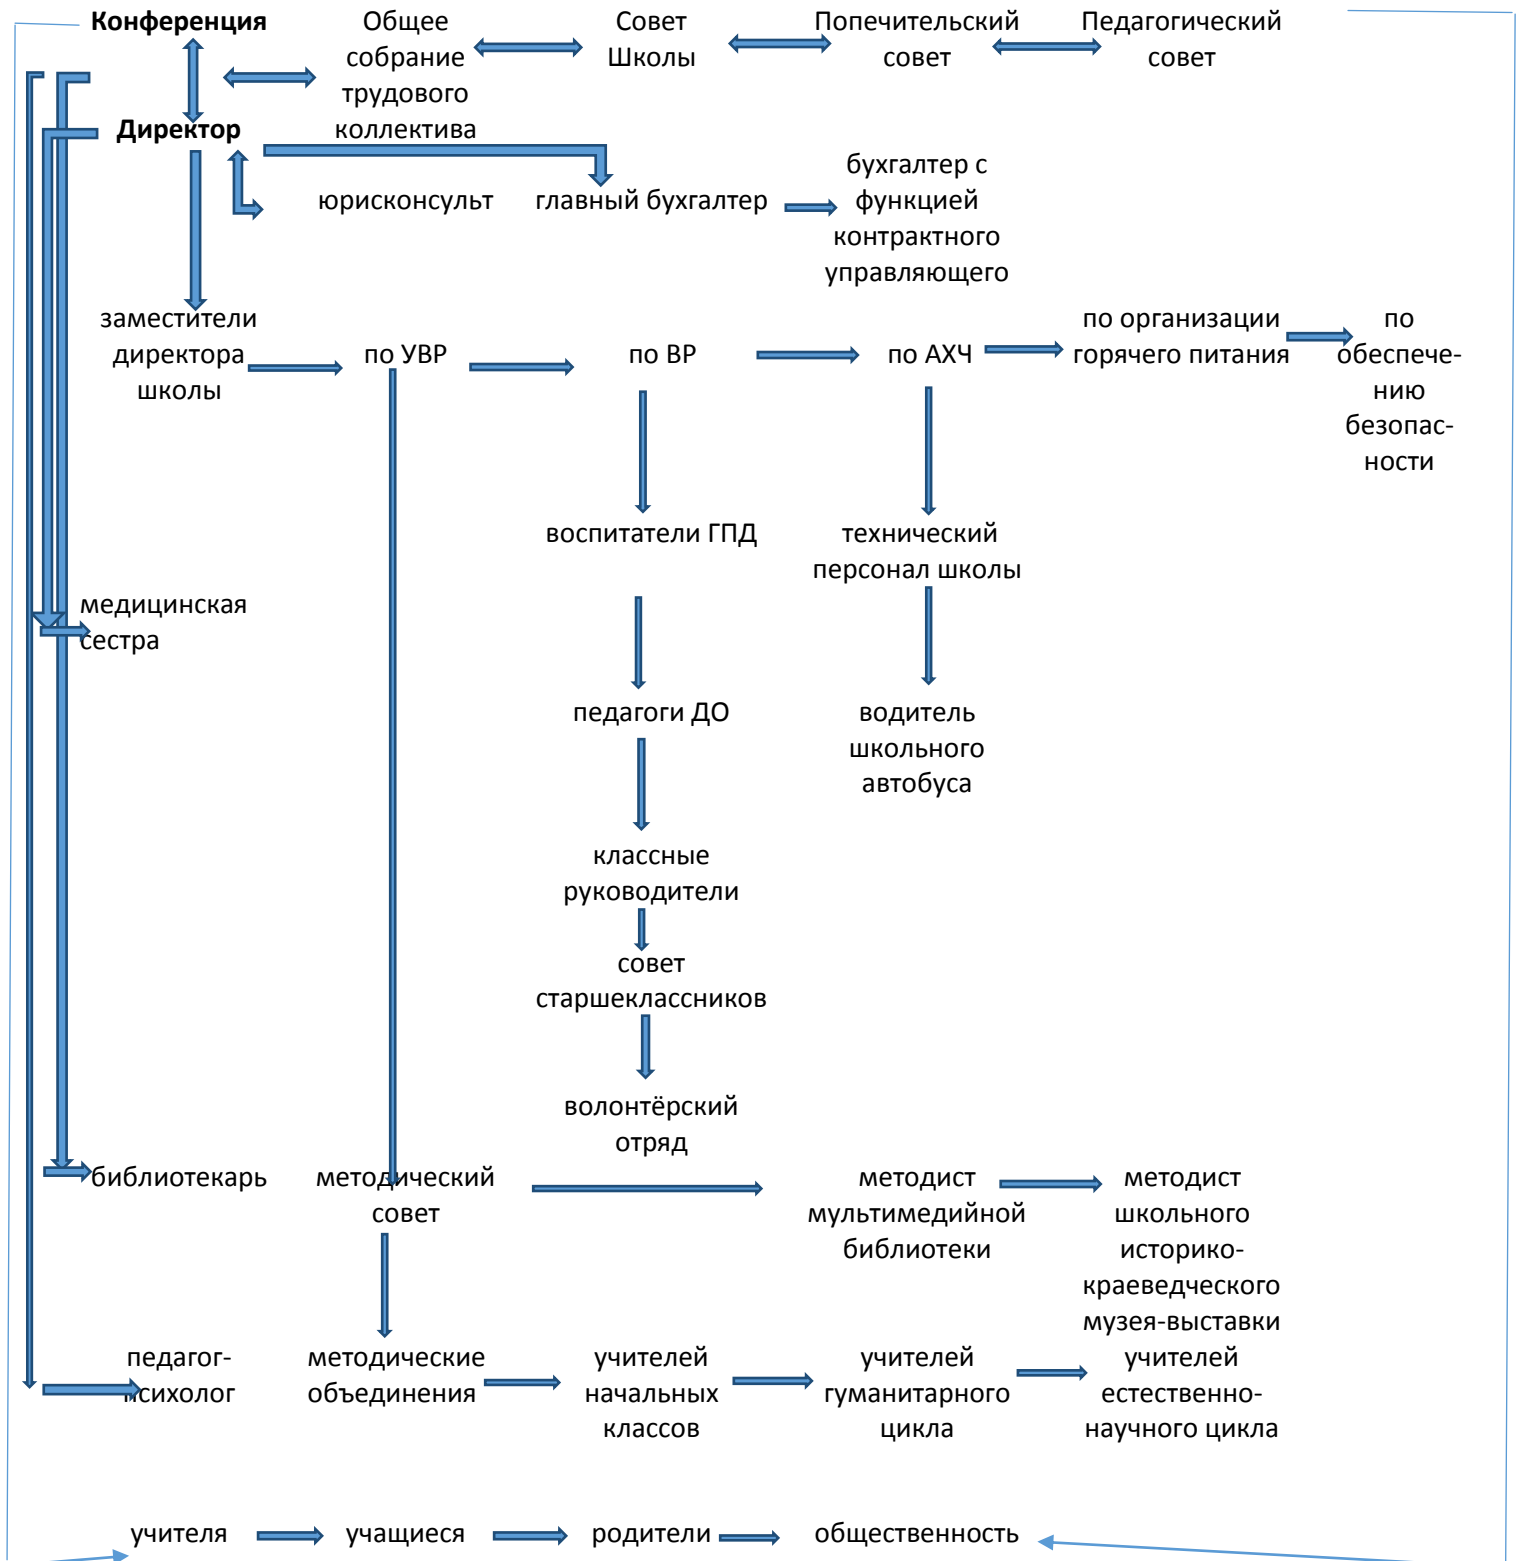 Конференция
Общее
собрание
трудового
коллектива
Совет
Школы
Попечительский
совет
Педагогический
совет
Директор
юрисконсульт
главный бухгалтер
бухгалтер с
функцией
контрактного
управляющего
заместители
директора
школы
по УВР
по ВР
по АХЧ
по организации
горячего питания
по
обеспече-
нию
безопас-
ности
воспитатели ГПД
технический
персонал школы
медицинская
сестра
педагоги ДО
водитель
школьного
автобуса
классные
руководители
совет
старшеклассников
волонтёрский
отряд
библиотекарь
методический
совет
методист
мультимедийной
библиотеки
методист
школьного
историко-
краеведческого
музея-выставки
педагог-
психолог
методические
объединения
учителей
начальных
классов
учителей
гуманитарного
цикла
учителей
естественно-
научного цикла
учителя
учащиеся
родители
общественность